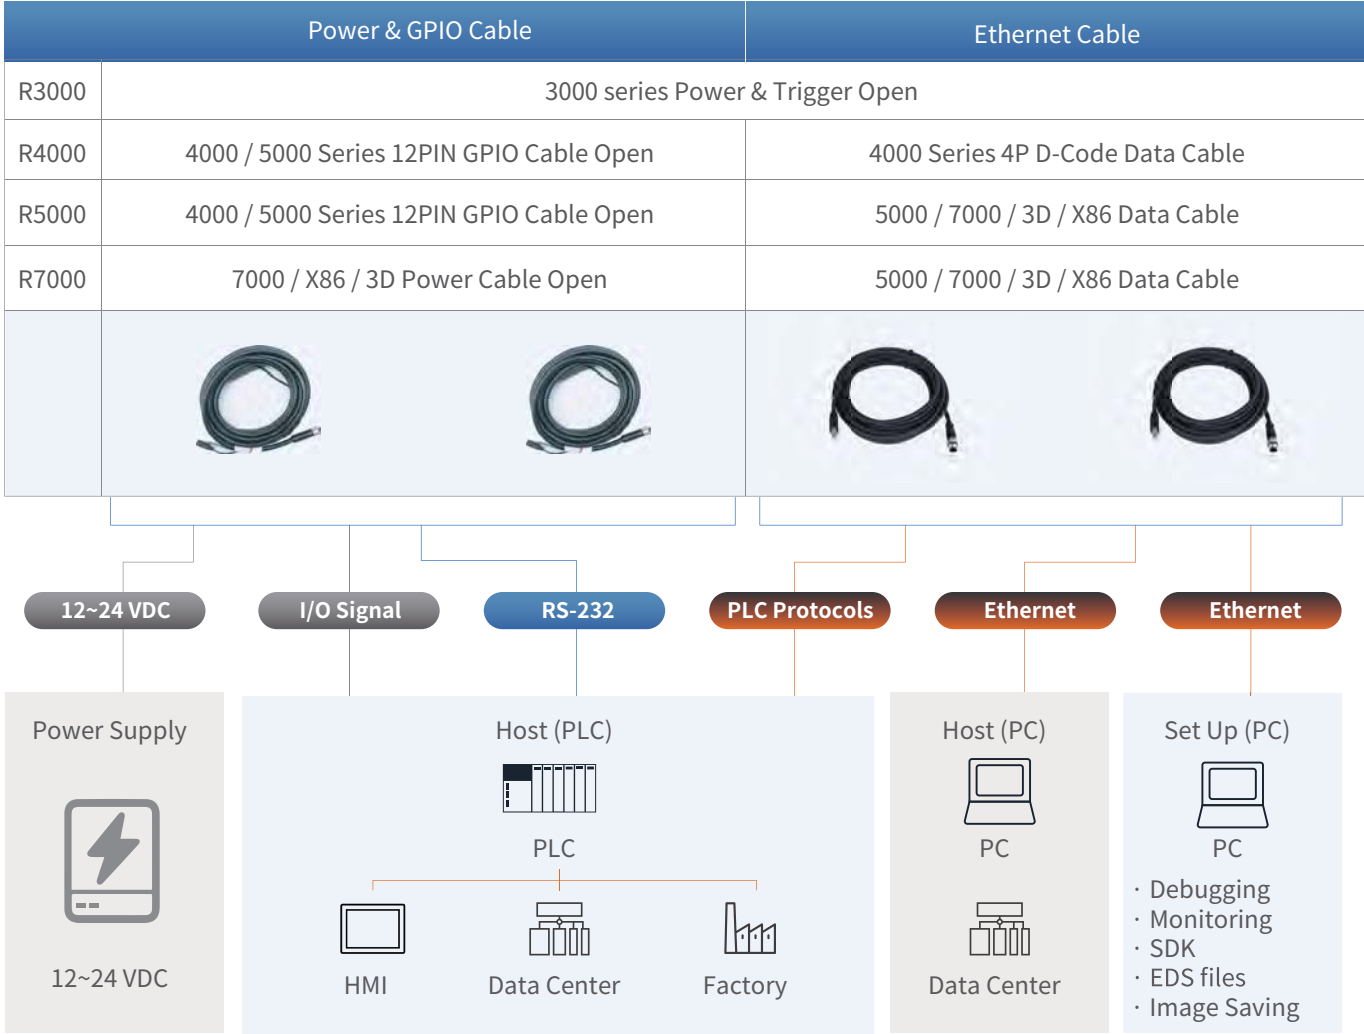 Power & GPIO Cable
Ethernet Cable
R3000
3000 series Power & Trigger Open
R4000
4000 / 5000 Series 12PIN GPIO Cable Open
4000 Series 4P D-Code Data Cable
R5000
4000 / 5000 Series 12PIN GPIO Cable Open
5000 / 7000 / 3D / X86 Data Cable
R7000
7000 / X86 / 3D Power Cable Open
5000 / 7000 / 3D / X86 Data Cable
12~24 VDC
I/O Signal
RS-232
PLC Protocols
Ethernet
Ethernet
Power Supply
12~24 VDC
Host (PLC)
PLC
HMI
Data Center
Factory
Host (PC)
PC
Data Center
Set Up (PC)
PC
· Debugging
· Monitoring
· SDK
· EDS files
· Image Saving